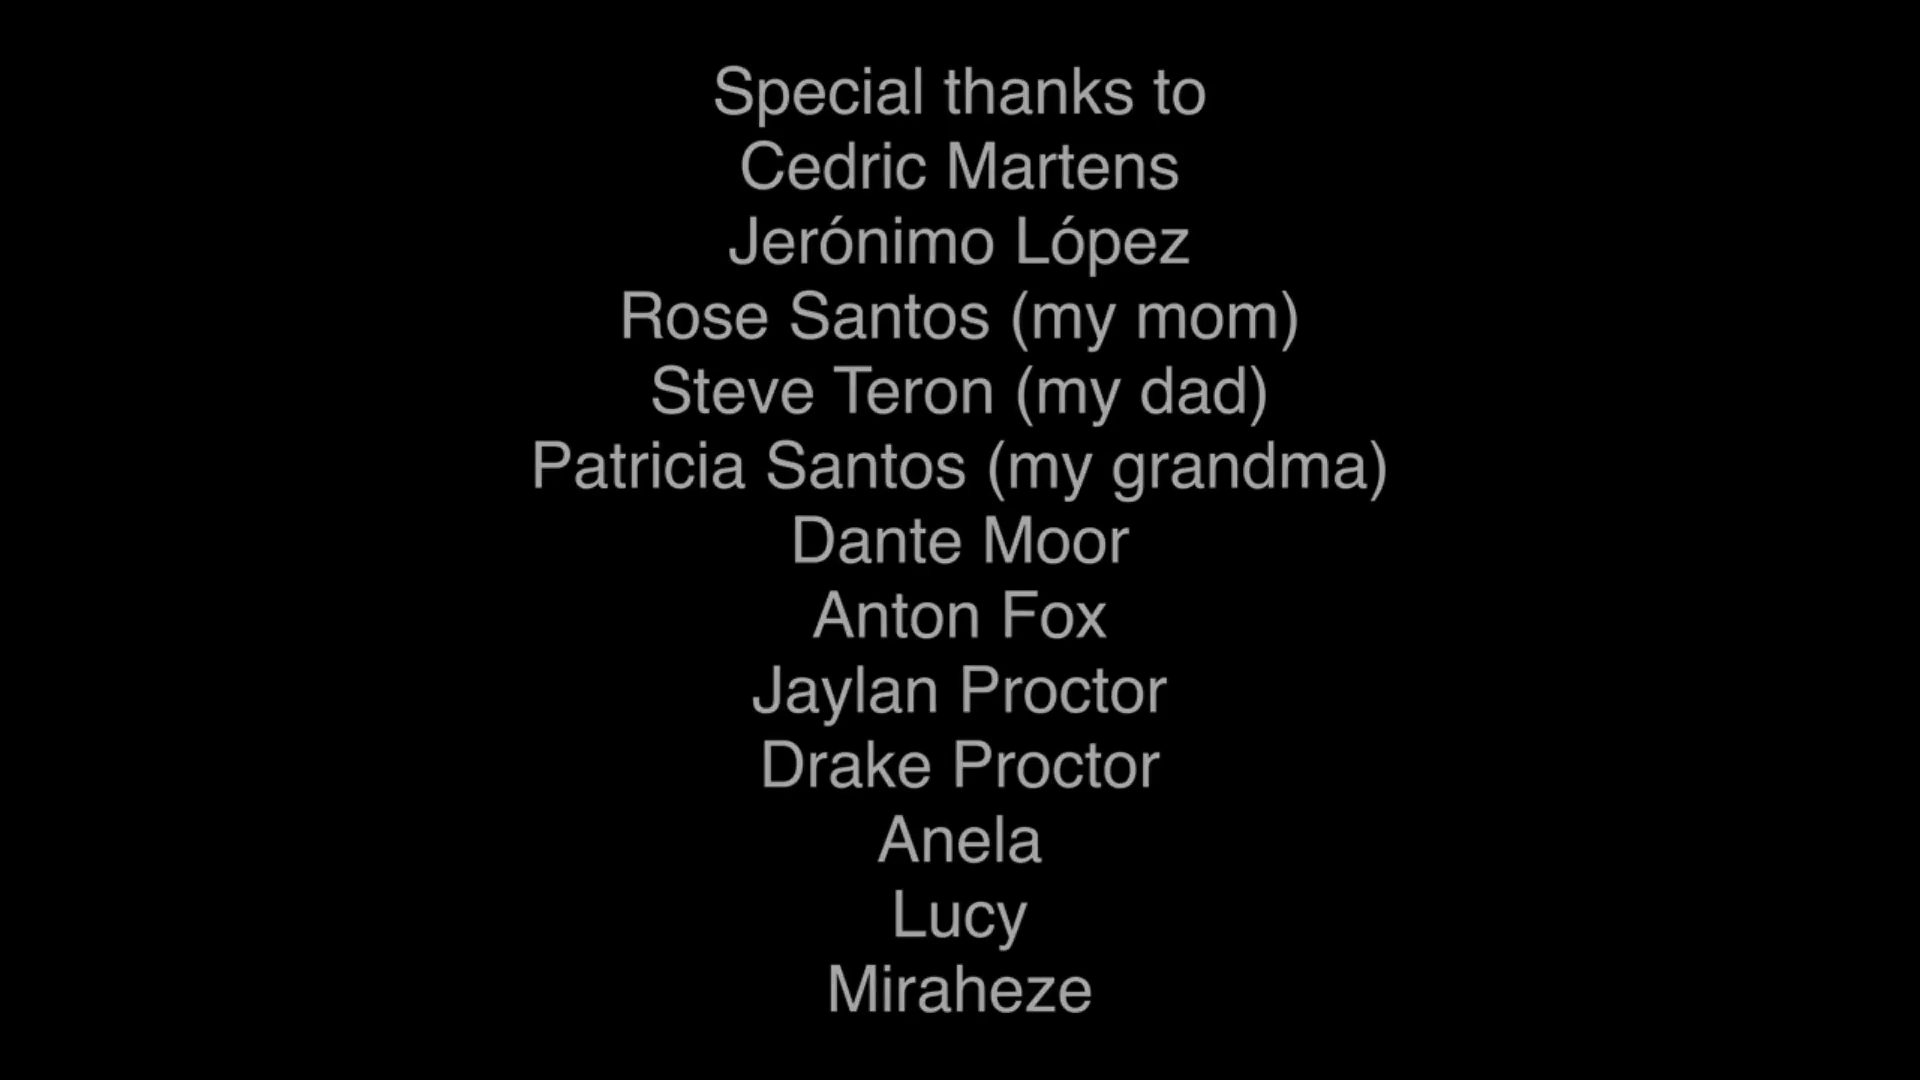 Special thanks to
Cedric Martens
Jerónimo López
Rose Santos (my mom)
Steve Teron (my dad)
Patricia Santos (my grandma)
Dante Moor
Anton Fox
Jaylan Proctor
Drake Proctor
Anela
Lucy
Miraheze